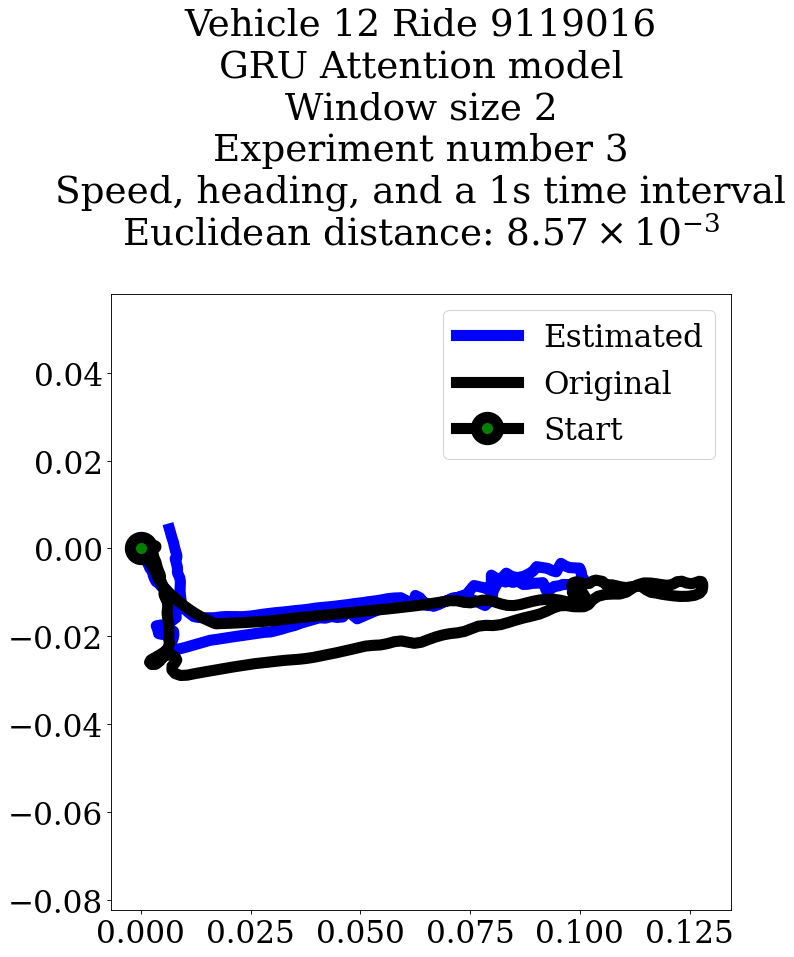 Vehicle 12 Ride 9119016
GRU Attention model
Window size 2
Experiment number 3
Speed, heading, and a 1s time interval
Euclidean distance: 8.57 × 10⁻³
Estimated
Original
Start
0.04
0.02
0.00
−0.02
−0.04
−0.06
−0.08
0.000 0.025 0.050 0.075 0.100 0.125